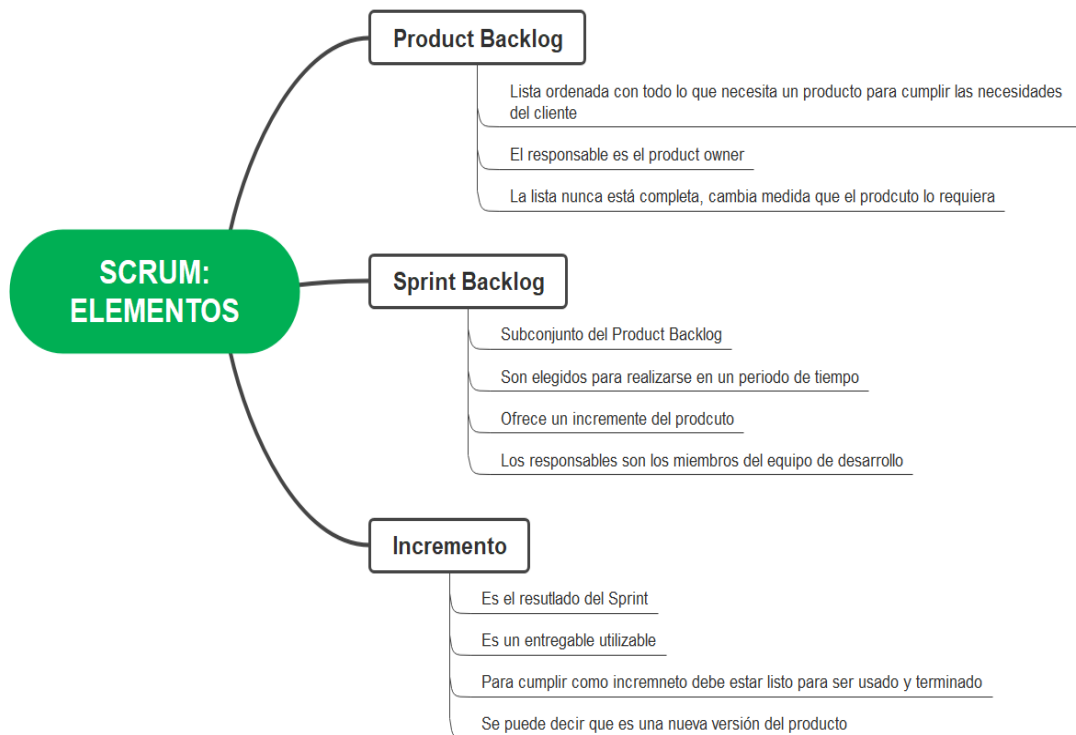 Product Backlog
Lista ordenada con todo lo que necesita un producto para cumplir las necesidades
del cliente
El responsable es el product owner
La lista nunca está completa, cambia medida que el prodcuto lo requiera
SCRUM:
ELEMENTOS
Sprint Backlog
Subconjunto del Product Backlog
Son elegidos para realizarse en un periodo de tiempo
Ofrece un incremente del prodcuto
Los responsables son los miembros del equipo de desarrollo
Incremento
Es el resutlado del Sprint
Es un entregable utilizable
Para cumplir como incremneto debe estar listo para ser usado y terminado
Se puede decir que es una nueva versión del producto